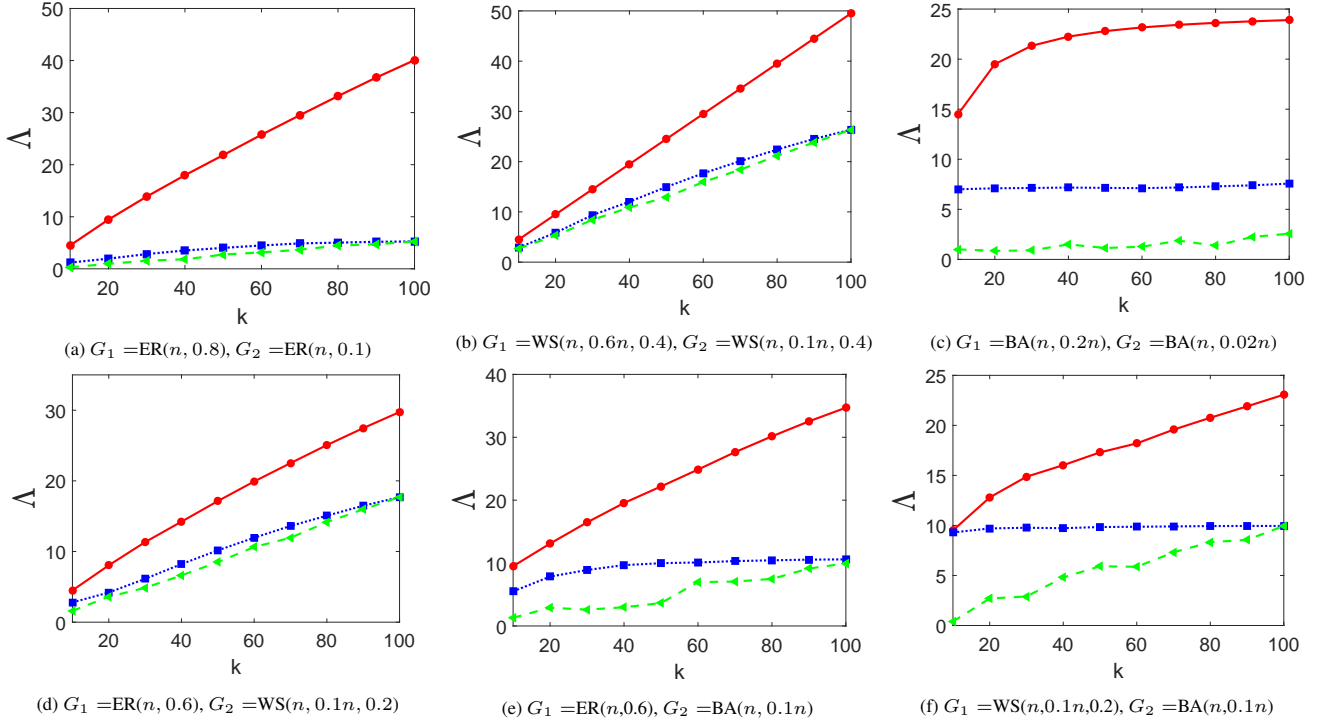 50
40
30
20
10
0
Λ
20 40 60 80 100
k
(a) G₁ =ER(n, 0.8), G₂ =ER(n, 0.1)
50
40
30
20
10
0
Λ
20 40 60 80 100
k
(b) G₁ =WS(n, 0.6n, 0.4), G₂ =WS(n, 0.1n, 0.4)
25
20
15
10
5
0
Λ
20 40 60 80 100
k
(c) G₁ =BA(n, 0.2n), G₂ =BA(n, 0.02n)
30
20
10
0
Λ
20 40 60 80 100
k
(d) G₁ =ER(n, 0.6), G₂ =WS(n, 0.1n, 0.2)
40
30
20
10
0
Λ
20 40 60 80 100
k
(e) G₁ =ER(n,0.6), G₂ =BA(n, 0.1n)
25
20
15
10
5
0
Λ
20 40 60 80 100
k
(f) G₁ =WS(n,0.1n,0.2), G₂ =BA(n,0.1n)